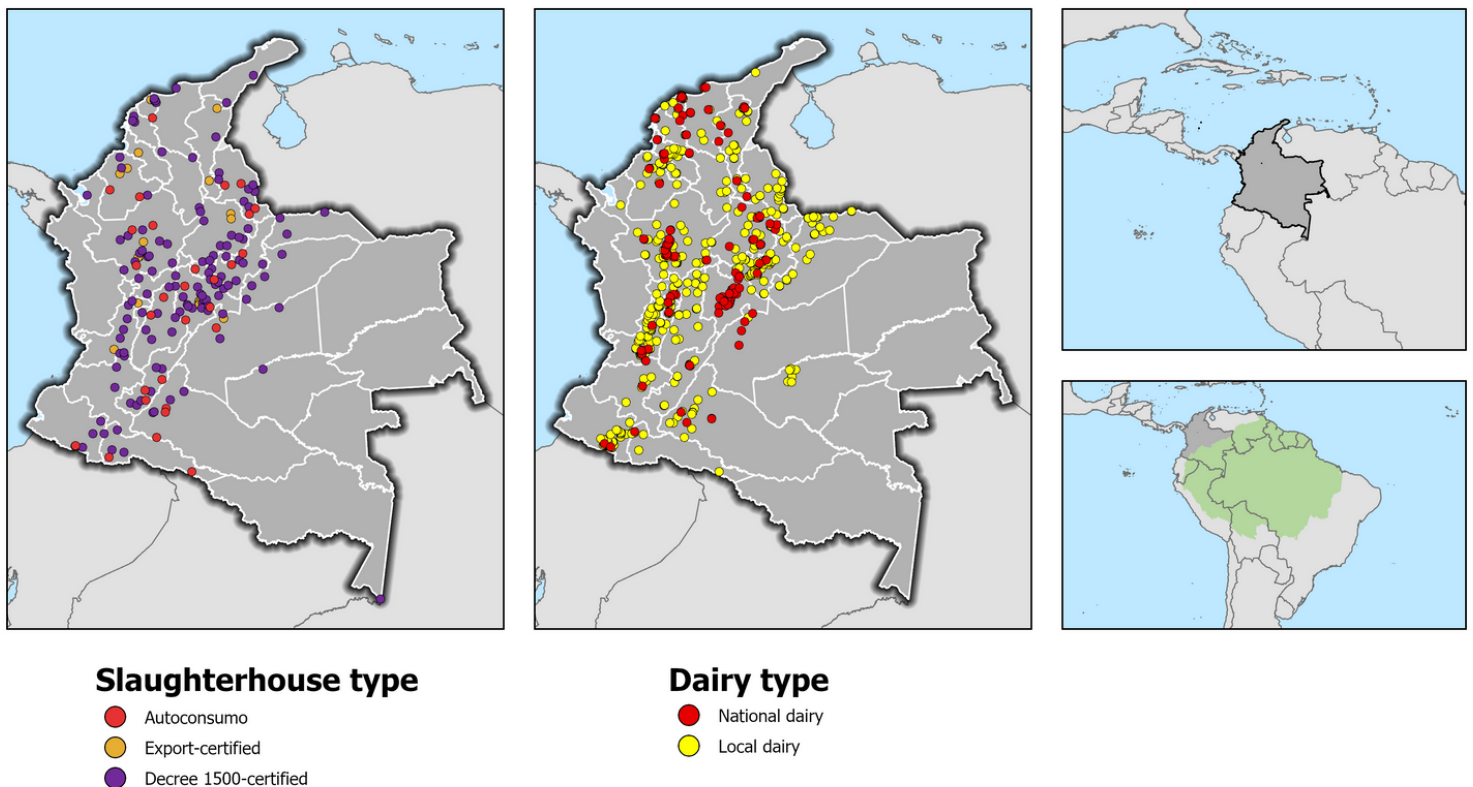 Slaughterhouse type
Autoconsumo
Export-certified
Decree 1500-certified
Dairy type
National dairy
Local dairy